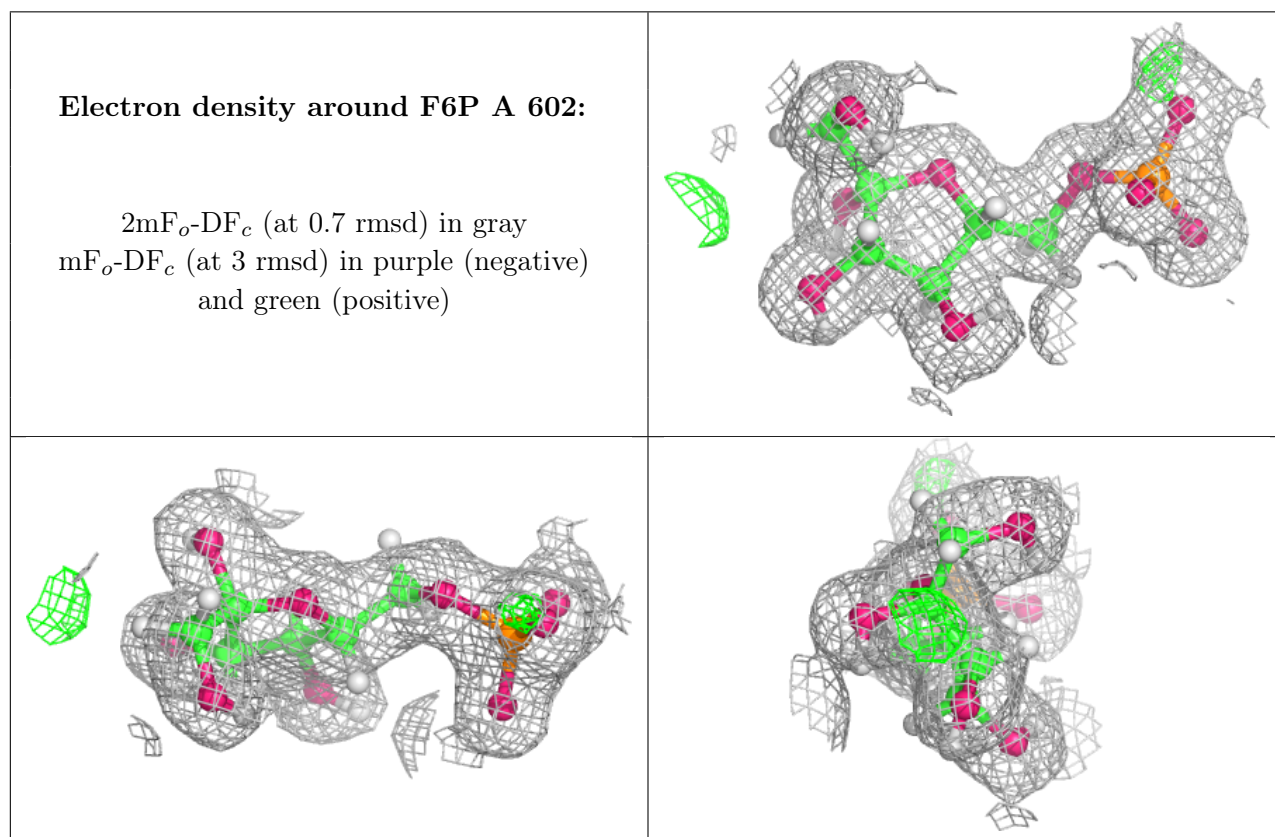 Electron density around F6P A 602:
2mFo-DFc (at 0.7 rmsd) in gray
mFo-DFc (at 3 rmsd) in purple (negative)
and green (positive)